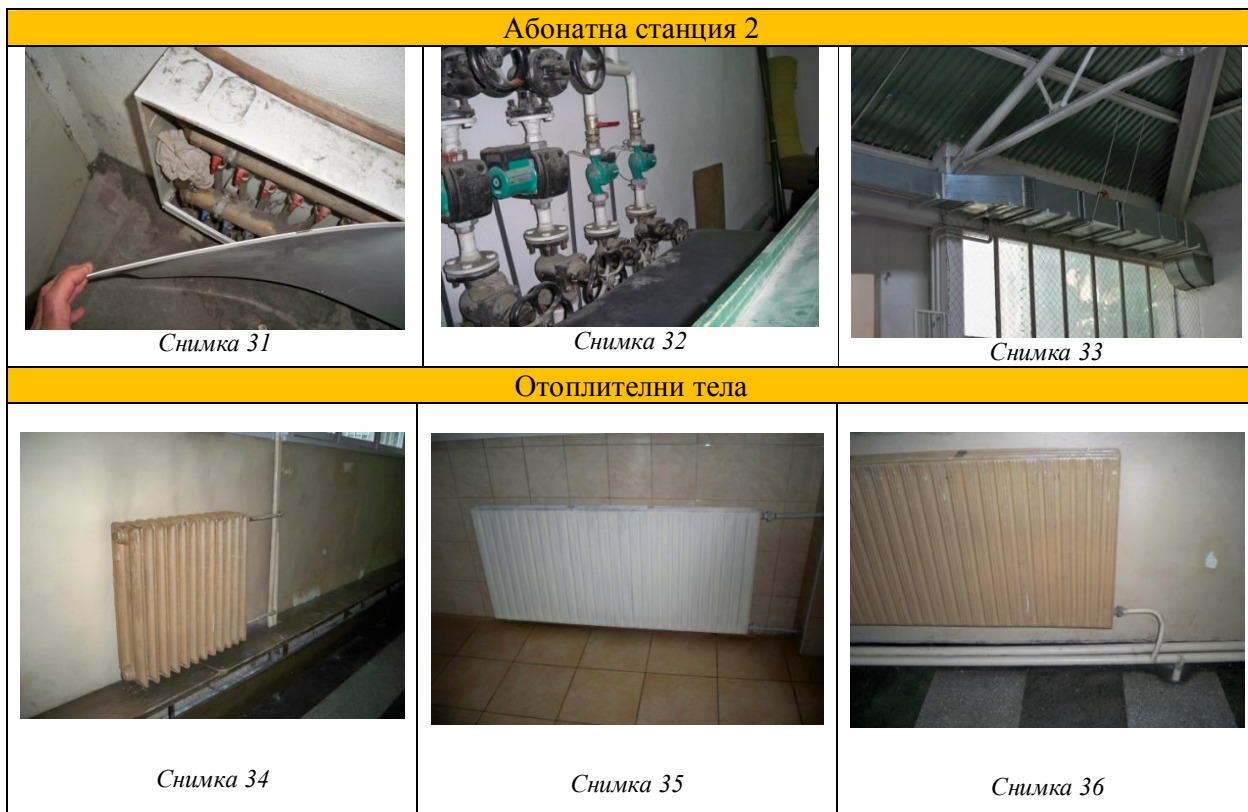 Абонатна станция 2
Снимка 31
Снимка 32
Снимка 33
Отоплителни тела
Снимка 34
Снимка 35
Снимка 36